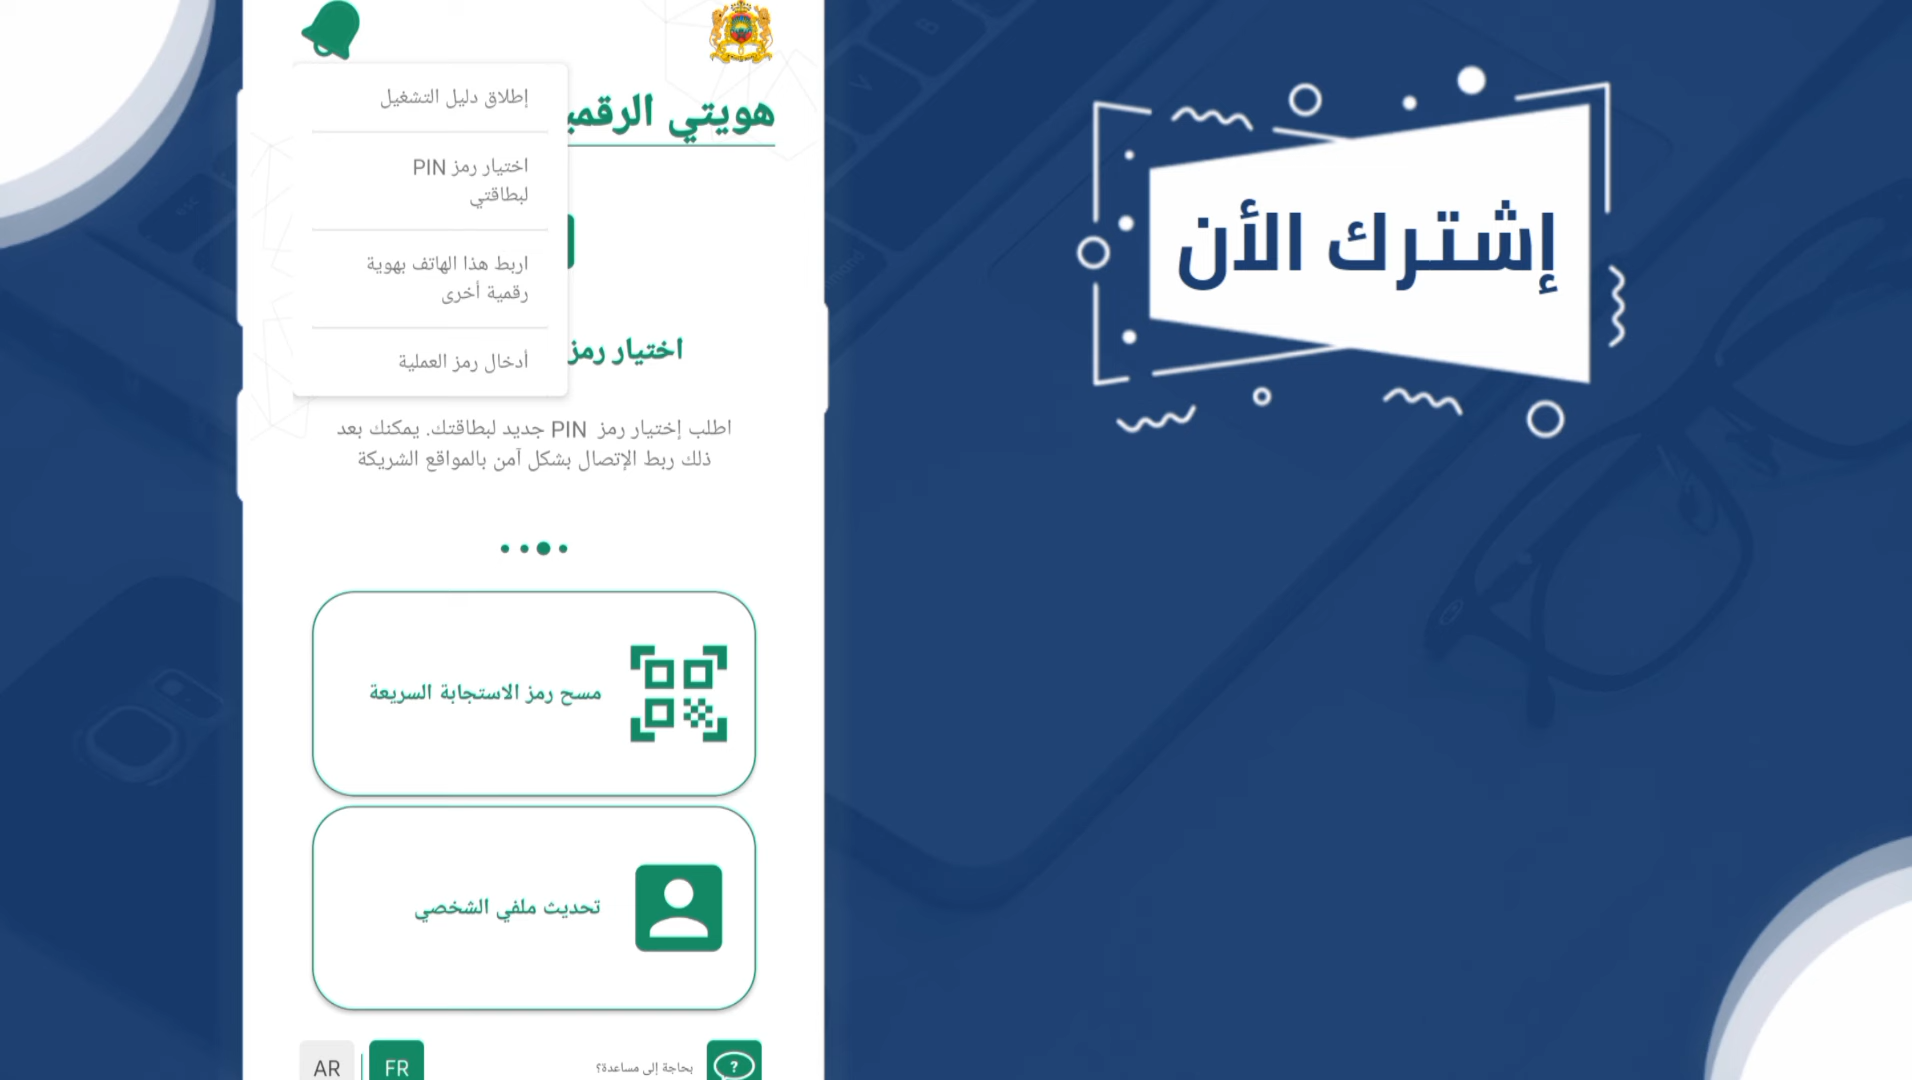 إطلاق دليل التشغيل
هويتي الرقمي
اختيار رمز PIN
لبطاقتي
اربط هذا الهاتف بهوية
رقمية أخرى
أدخال رمز العملية
اختيار رمز
اطلب إختيار رمز PIN جديد لبطاقتك. يمكنك بعد
ذلك ربط الإتصال بشكل آمن بالمواقع الشريكة
مسح رمز الاستجابة السريعة
تحديث ملفي الشخصي
بحاجة إلى مساعدة؟
FR
AR
إشترك الأن